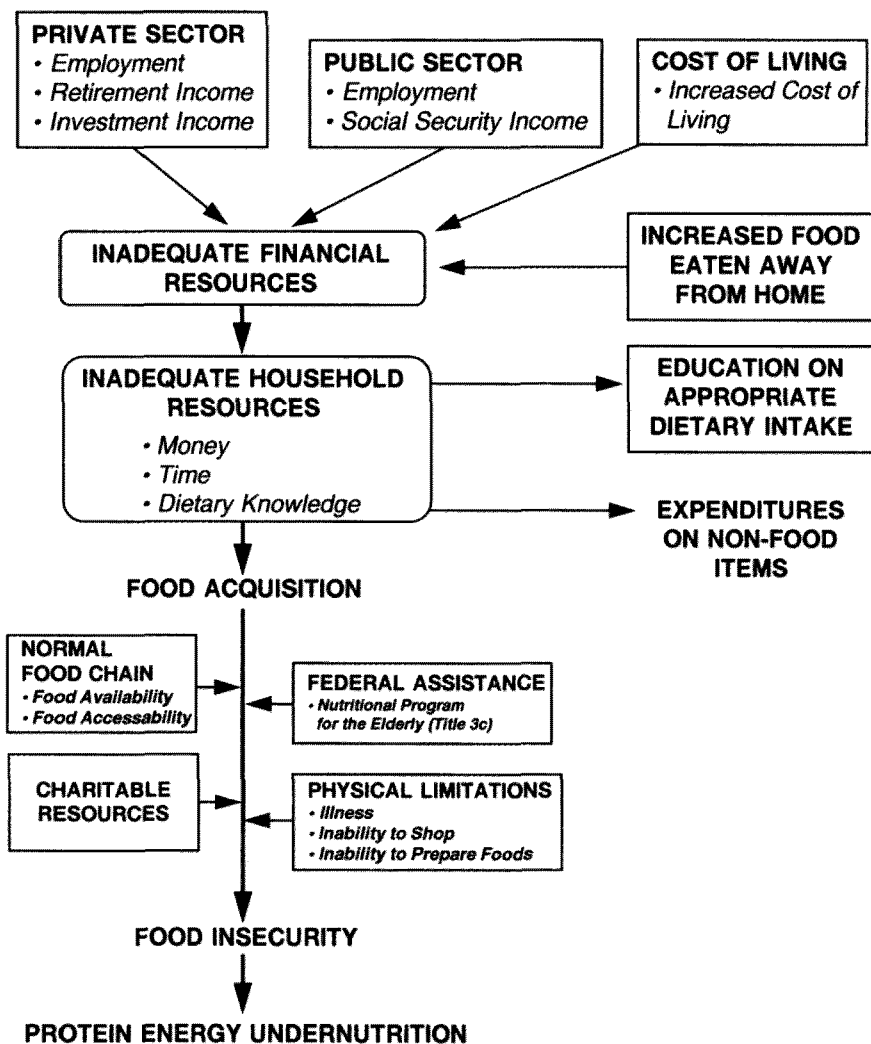 PRIVATE SECTOR
• Employment
• Retirement Income
• Investment Income
PUBLIC SECTOR
• Employment
• Social Security Income
COST OF LIVING
• Increased Cost of
Living
INADEQUATE FINANCIAL
RESOURCES
INCREASED FOOD
EATEN AWAY
FROM HOME
INADEQUATE HOUSEHOLD
RESOURCES
• Money
• Time
• Dietary Knowledge
EDUCATION ON
APPROPRIATE
DIETARY INTAKE
EXPENDITURES
ON NON-FOOD
ITEMS
FOOD ACQUISITION
NORMAL
FOOD CHAIN
• Food Availability
• Food Accessability
FEDERAL ASSISTANCE
• Nutritional Program
for the Elderly (Title 3c)
CHARITABLE
RESOURCES
PHYSICAL LIMITATIONS
• Illness
• Inability to Shop
• Inability to Prepare Foods
FOOD INSECURITY
PROTEIN ENERGY UNDERNUTRITION